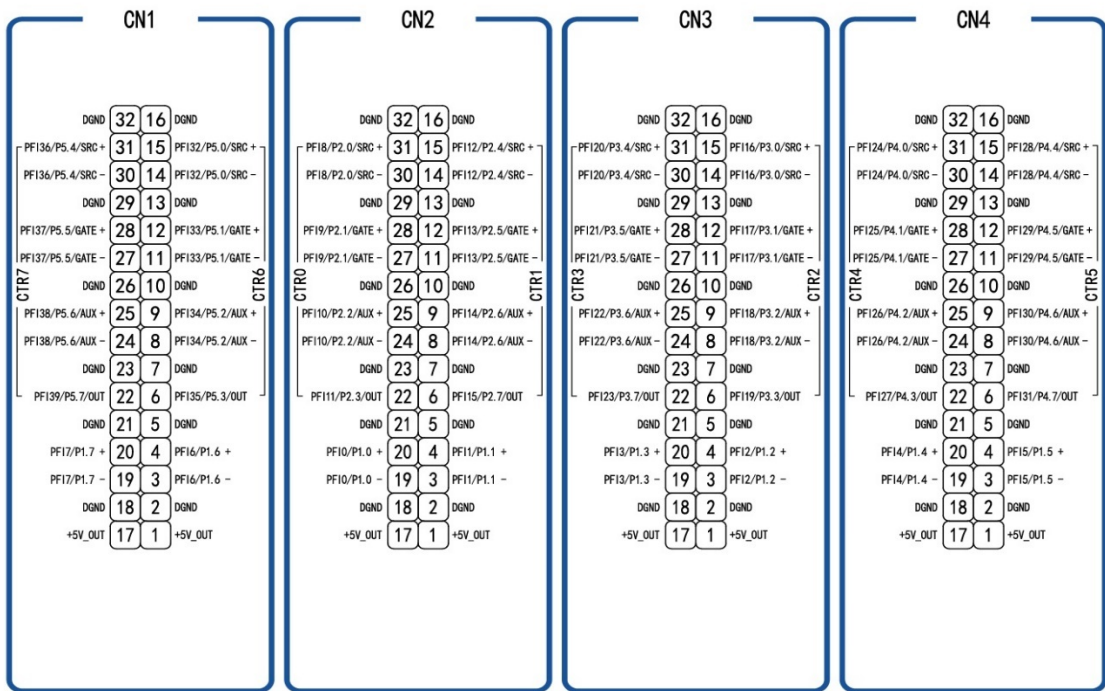 CN1 CN2 CN3 CN4
DGND 32 16 DGND DGND 32 16 DGND DGND 32 16 DGND DGND 32 16 DGND
PFI36/P5.4/SRC + 31 15 PFI32/P5.0/SRC + PFI8/P2.0/SRC + 31 15 PFI12/P2.4/SRC + PFI20/P3.4/SRC + 31 15 PFI16/P3.0/SRC + PFI24/P4.0/SRC + 31 15 PFI28/P4.4/SRC +
PFI36/P5.4/SRC - 30 14 PFI32/P5.0/SRC - PFI8/P2.0/SRC - 30 14 PFI12/P2.4/SRC - PFI20/P3.4/SRC - 30 14 PFI16/P3.0/SRC - PFI24/P4.0/SRC - 30 14 PFI28/P4.4/SRC -
DGND 29 13 DGND DGND 29 13 DGND DGND 29 13 DGND DGND 29 13 DGND
PFI37/P5.5/GATE + 28 12 PFI33/P5.1/GATE + PFI9/P2.1/GATE + 28 12 PFI13/P2.5/GATE + PFI21/P3.5/GATE + 28 12 PFI17/P3.1/GATE + PFI25/P4.1/GATE + 28 12 PFI29/P4.5/GATE +
PFI37/P5.5/GATE - 27 11 PFI33/P5.1/GATE - PFI9/P2.1/GATE - 27 11 PFI13/P2.5/GATE - PFI21/P3.5/GATE - 27 11 PFI17/P3.1/GATE - PFI25/P4.1/GATE - 27 11 PFI29/P4.5/GATE -
CTR7 DGND 26 10 DGND CTR6 CTR0 DGND 26 10 DGND CTR1 CTR3 DGND 26 10 DGND CTR2 CTR4 DGND 26 10 DGND CTR5
PFI38/P5.6/AUX + 25 9 PFI34/P5.2/AUX + PFI10/P2.2/AUX + 25 9 PFI14/P2.6/AUX + PFI22/P3.6/AUX + 25 9 PFI18/P3.2/AUX + PFI26/P4.2/AUX + 25 9 PFI30/P4.6/AUX +
PFI38/P5.6/AUX - 24 8 PFI34/P5.2/AUX - PFI10/P2.2/AUX - 24 8 PFI14/P2.6/AUX - PFI22/P3.6/AUX - 24 8 PFI18/P3.2/AUX - PFI26/P4.2/AUX - 24 8 PFI30/P4.6/AUX -
DGND 23 7 DGND DGND 23 7 DGND DGND 23 7 DGND DGND 23 7 DGND
PFI39/P5.7/OUT 22 6 PFI35/P5.3/OUT PFI11/P2.3/OUT 22 6 PFI15/P2.7/OUT PFI23/P3.7/OUT 22 6 PFI19/P3.3/OUT PFI27/P4.3/OUT 22 6 PFI31/P4.7/OUT
DGND 21 5 DGND DGND 21 5 DGND DGND 21 5 DGND DGND 21 5 DGND
PFI7/P1.7 + 20 4 PFI6/P1.6 + PFI0/P1.0 + 20 4 PFI1/P1.1 + PFI3/P1.3 + 20 4 PFI2/P1.2 + PFI4/P1.4 + 20 4 PFI5/P1.5 +
PFI7/P1.7 - 19 3 PFI6/P1.6 - PFI0/P1.0 - 19 3 PFI1/P1.1 - PFI3/P1.3 - 19 3 PFI2/P1.2 - PFI4/P1.4 - 19 3 PFI5/P1.5 -
DGND 18 2 DGND DGND 18 2 DGND DGND 18 2 DGND DGND 18 2 DGND
+5V_OUT 17 1 +5V_OUT +5V_OUT 17 1 +5V_OUT +5V_OUT 17 1 +5V_OUT +5V_OUT 17 1 +5V_OUT